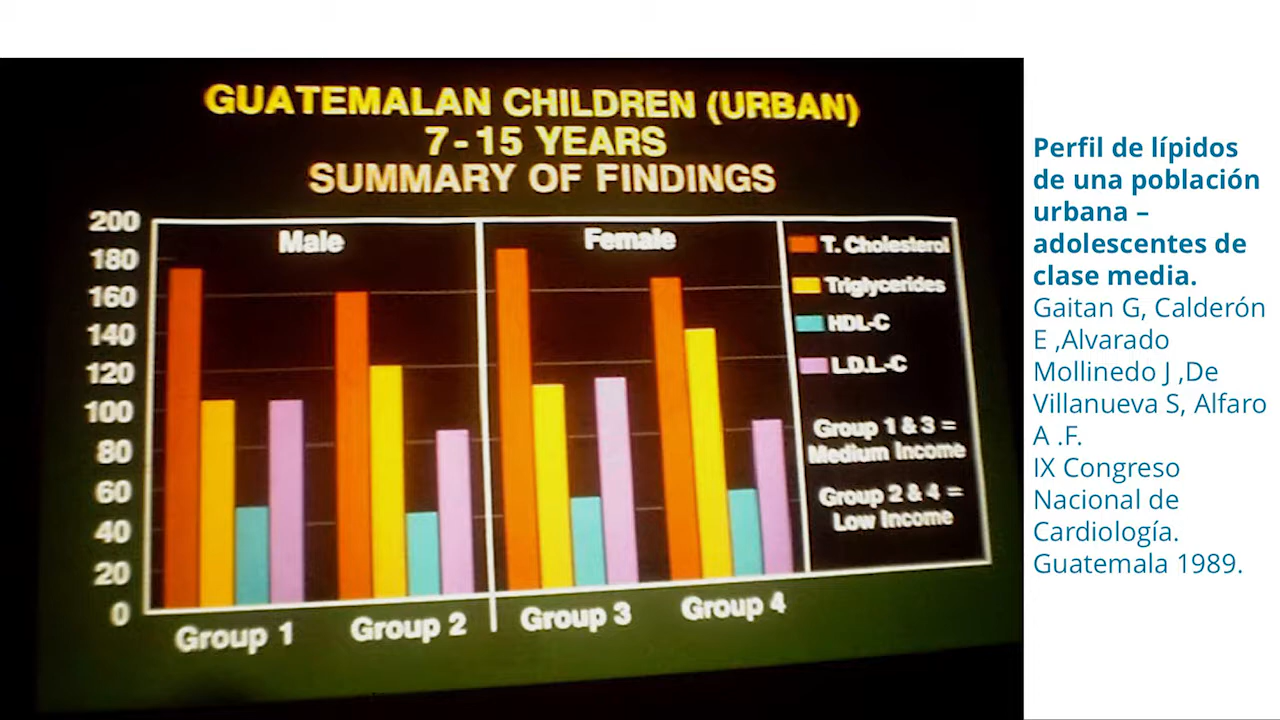 GUATEMALAN CHILDREN (URBAN)
7-15 YEARS
SUMMARY OF FINDINGS
200
180
160
140
120
100
80
60
40
20
0
Male
Female
T. Cholesterol
Triglycerides
HDL-C
L.D.L.-C
Group 1 & 3 =
Medium Income
Group 2 & 4 =
Low Income
Group 1
Group 2
Group 3
Group 4
Perfil de lípidos
de una población
urbana –
adolescentes de
clase media.
Gaitan G, Calderón
E ,Alvarado
Mollinedo J ,De
Villanueva S, Alfaro
A .F.
IX Congreso
Nacional de
Cardiología.
Guatemala 1989.